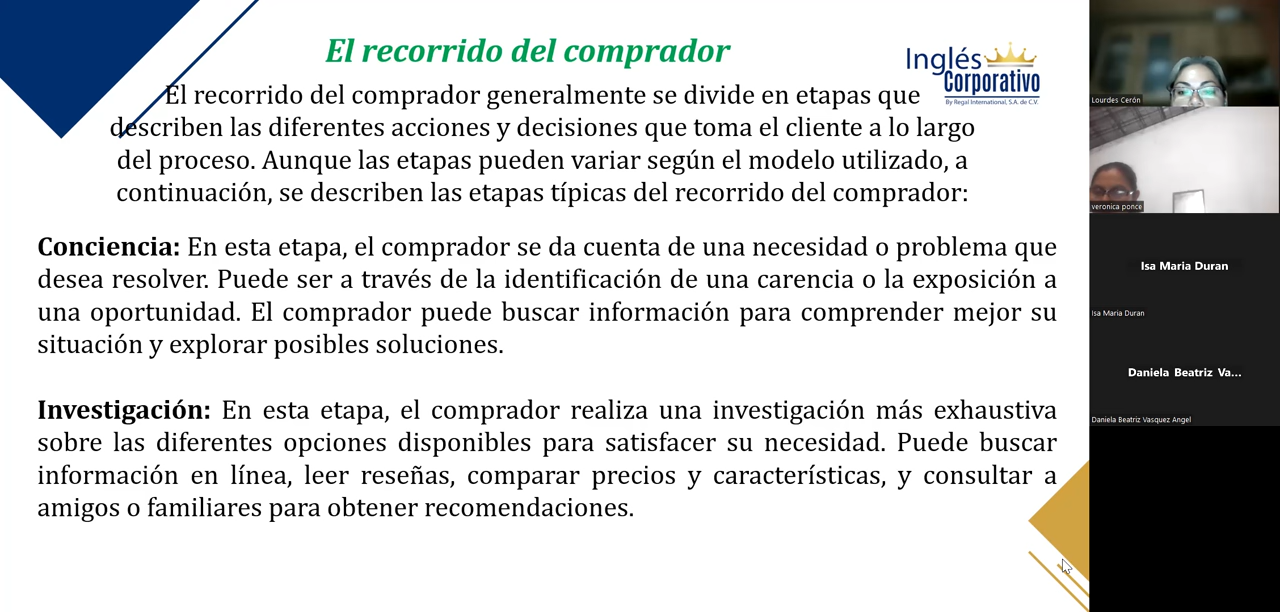 El recorrido del comprador
Inglés
Corporativo
By Regal International, S.A. de C.V.
El recorrido del comprador generalmente se divide en etapas que
describen las diferentes acciones y decisiones que toma el cliente a lo largo
del proceso. Aunque las etapas pueden variar según el modelo utilizado, a
continuación, se describen las etapas típicas del recorrido del comprador:
Conciencia: En esta etapa, el comprador se da cuenta de una necesidad o problema que
desea resolver. Puede ser a través de la identificación de una carencia o la exposición a
una oportunidad. El comprador puede buscar información para comprender mejor su
situación y explorar posibles soluciones.
Investigación: En esta etapa, el comprador realiza una investigación más exhaustiva
sobre las diferentes opciones disponibles para satisfacer su necesidad. Puede buscar
información en línea, leer reseñas, comparar precios y características, y consultar a
amigos o familiares para obtener recomendaciones.
Lourdes Cerón
veronica ponce
Isa Maria Duran
Isa Maria Duran
Daniela Beatriz Va...
Daniela Beatriz Vasquez Angel